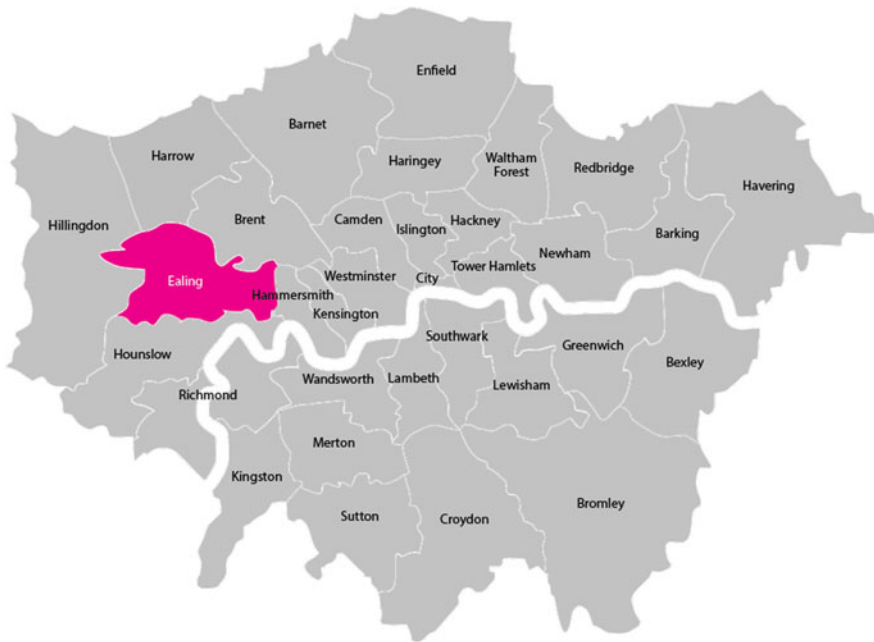 Enfield
Barnet
Harrow
Haringey
Waltham
Forest
Redbridge
Havering
Hillingdon
Brent
Camden
Islington
Hackney
Barking
Newham
Ealing
Westminster
Tower Hamlets
City
Hammersmith
Kensington
Southwark
Greenwich
Hounslow
Bexley
Wandsworth
Lambeth
Lewisham
Richmond
Merton
Kingston
Bromley
Sutton
Croydon